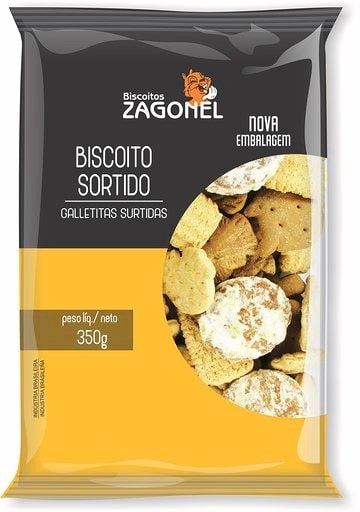 Biscoitos
ZAGONEL
NOVA
EMBALAGEM
BISCOITO
SORTIDO
GALLETITAS SURTIDAS
peso líq./ neto
350g
INDÚSTRIA BRASILEIRA
INDUSTRIA BRASILEÑA